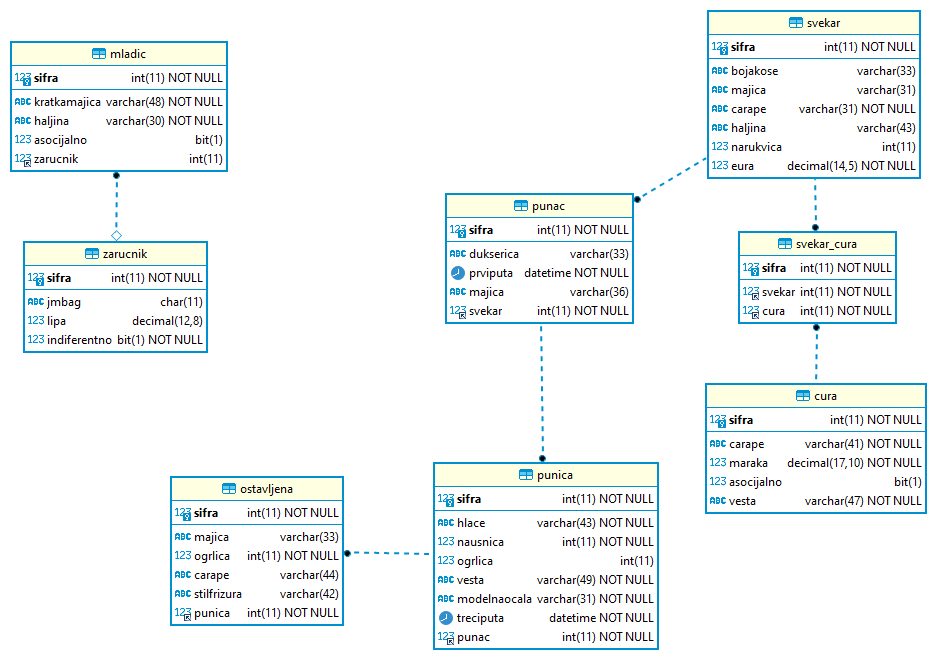 mladic
123 sifra int(11) NOT NULL
ABC kratkamajica varchar(48) NOT NULL
ABC haljina varchar(30) NOT NULL
123 asocijalno bit(1)
123 zarucnik int(11)
zarucnik
123 sifra int(11) NOT NULL
ABC jmbag char(11)
123 lipa decimal(12,8)
123 indiferentno bit(1) NOT NULL
svekar
123 sifra int(11) NOT NULL
ABC bojakose varchar(33)
ABC majica varchar(31)
ABC carape varchar(31) NOT NULL
ABC haljina varchar(43)
123 narukvica int(11)
123 eura decimal(14,5) NOT NULL
punac
123 sifra int(11) NOT NULL
ABC dukserica varchar(33)
prviputa datetime NOT NULL
ABC majica varchar(36)
123 svekar int(11) NOT NULL
svekar_cura
123 sifra int(11) NOT NULL
123 svekar int(11) NOT NULL
123 cura int(11) NOT NULL
cura
123 sifra int(11) NOT NULL
ABC carape varchar(41) NOT NULL
123 maraka decimal(17,10) NOT NULL
123 asocijalno bit(1)
ABC vesta varchar(47) NOT NULL
ostavljena
123 sifra int(11) NOT NULL
ABC majica varchar(33)
123 ogrlica int(11) NOT NULL
ABC carape varchar(44)
ABC stilfrizura varchar(42)
123 punica int(11) NOT NULL
punica
123 sifra int(11) NOT NULL
ABC hlace varchar(43) NOT NULL
123 nausnica int(11) NOT NULL
123 ogrlica int(11)
ABC vesta varchar(49) NOT NULL
ABC modelnaocala varchar(31) NOT NULL
treciputa datetime NOT NULL
123 punac int(11) NOT NULL